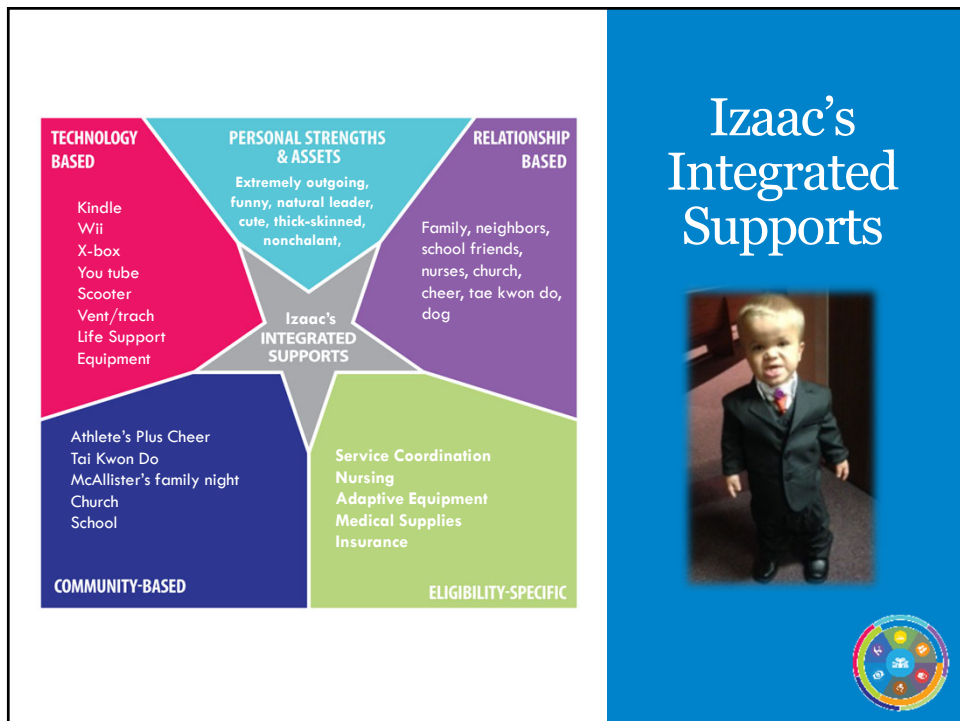 TECHNOLOGY
BASED
Kindle
Wii
X-box
You tube
Scooter
Vent/trach
Life Support
Equipment
PERSONAL STRENGTHS
& ASSETS
Extremely outgoing,
funny, natural leader,
cute, thick-skinned,
nonchalant,
RELATIONSHIP
BASED
Family, neighbors,
school friends,
nurses, church,
cheer, tae kwon do,
dog
Izaac’s
INTEGRATED
SUPPORTS
Athlete’s Plus Cheer
Tai Kwon Do
McAllister’s family night
Church
School
COMMUNITY-BASED
Service Coordination
Nursing
Adaptive Equipment
Medical Supplies
Insurance
ELIGIBILITY-SPECIFIC
Izaac’s
Integrated
Supports